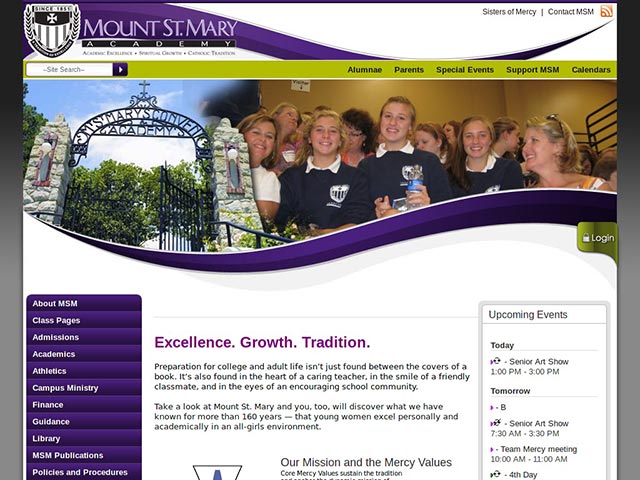 Sisters of Mercy | Contact MSM
SINCE 1851
MOUNT ST. MARY
ACADEMY
ACADEMIC EXCELLENCE • SPIRITUAL GROWTH • CATHOLIC TRADITION
--Site Search--
Alumnae Parents Special Events Support MSM Calendars
Visitor
MT. ST. MARY'S CONVENT
ACADEMY
Login
About MSM
Class Pages
Admissions
Academics
Athletics
Campus Ministry
Finance
Guidance
Library
MSM Publications
Policies and Procedures
Excellence. Growth. Tradition.
Preparation for college and adult life isn't just found between the covers of a
book. It's also found in the heart of a caring teacher, in the smile of a friendly
classmate, and in the eyes of an encouraging school community.
Take a look at Mount St. Mary and you, too, will discover what we have
known for more than 160 years — that young women excel personally and
academically in an all-girls environment.
Our Mission and the Mercy Values
Core Mercy Values sustain the tradition
and anchor the dynamic mission of
Upcoming Events
Today
- Senior Art Show
1:00 PM - 3:00 PM
Tomorrow
- B
- Senior Art Show
7:30 AM - 3:30 PM
- Team Mercy meeting
10:00 AM - 11:00 AM
- 4th Day